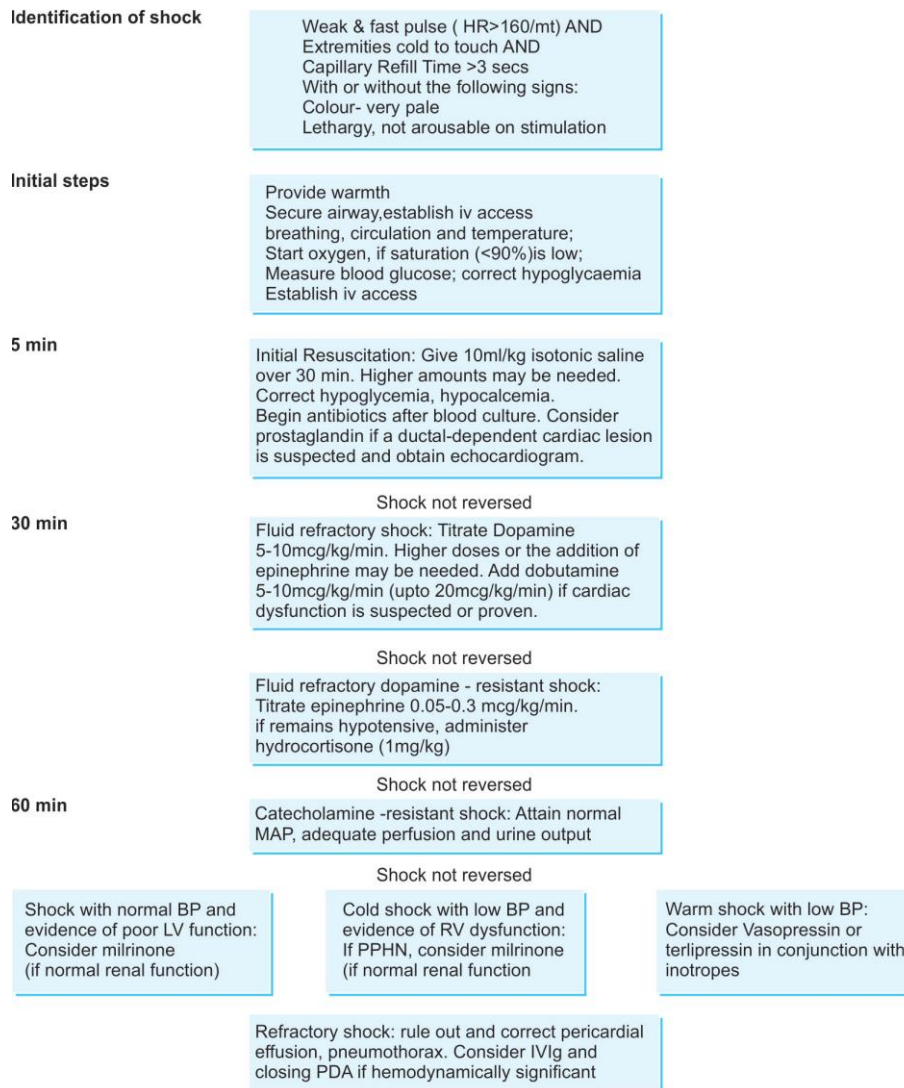 Identification of shock
Weak & fast pulse ( HR>160/mt) AND
Extremities cold to touch AND
Capillary Refill Time >3 secs
With or without the following signs:
Colour- very pale
Lethargy, not arousable on stimulation
Initial steps
Provide warmth
Secure airway,establish iv access
breathing, circulation and temperature;
Start oxygen, if saturation (<90%)is low;
Measure blood glucose; correct hypoglycaemia
Establish iv access
5 min
Initial Resuscitation: Give 10ml/kg isotonic saline
over 30 min. Higher amounts may be needed.
Correct hypoglycemia, hypocalcemia.
Begin antibiotics after blood culture. Consider
prostaglandin if a ductal-dependent cardiac lesion
is suspected and obtain echocardiogram.
Shock not reversed
30 min
Fluid refractory shock: Titrate Dopamine
5-10mcg/kg/min. Higher doses or the addition of
epinephrine may be needed. Add dobutamine
5-10mcg/kg/min (upto 20mcg/kg/min) if cardiac
dysfunction is suspected or proven.
Shock not reversed
Fluid refractory dopamine - resistant shock:
Titrate epinephrine 0.05-0.3 mcg/kg/min.
if remains hypotensive, administer
hydrocortisone (1mg/kg)
Shock not reversed
60 min
Catecholamine -resistant shock: Attain normal
MAP, adequate perfusion and urine output
Shock not reversed
Shock with normal BP and
evidence of poor LV function:
Consider milrinone
(if normal renal function)
Cold shock with low BP and
evidence of RV dysfunction:
If PPHN, consider milrinone
(if normal renal function
Warm shock with low BP:
Consider Vasopressin or
terlipressin in conjunction with
inotropes
Refractory shock: rule out and correct pericardial
effusion, pneumothorax. Consider IVIg and
closing PDA if hemodynamically significant